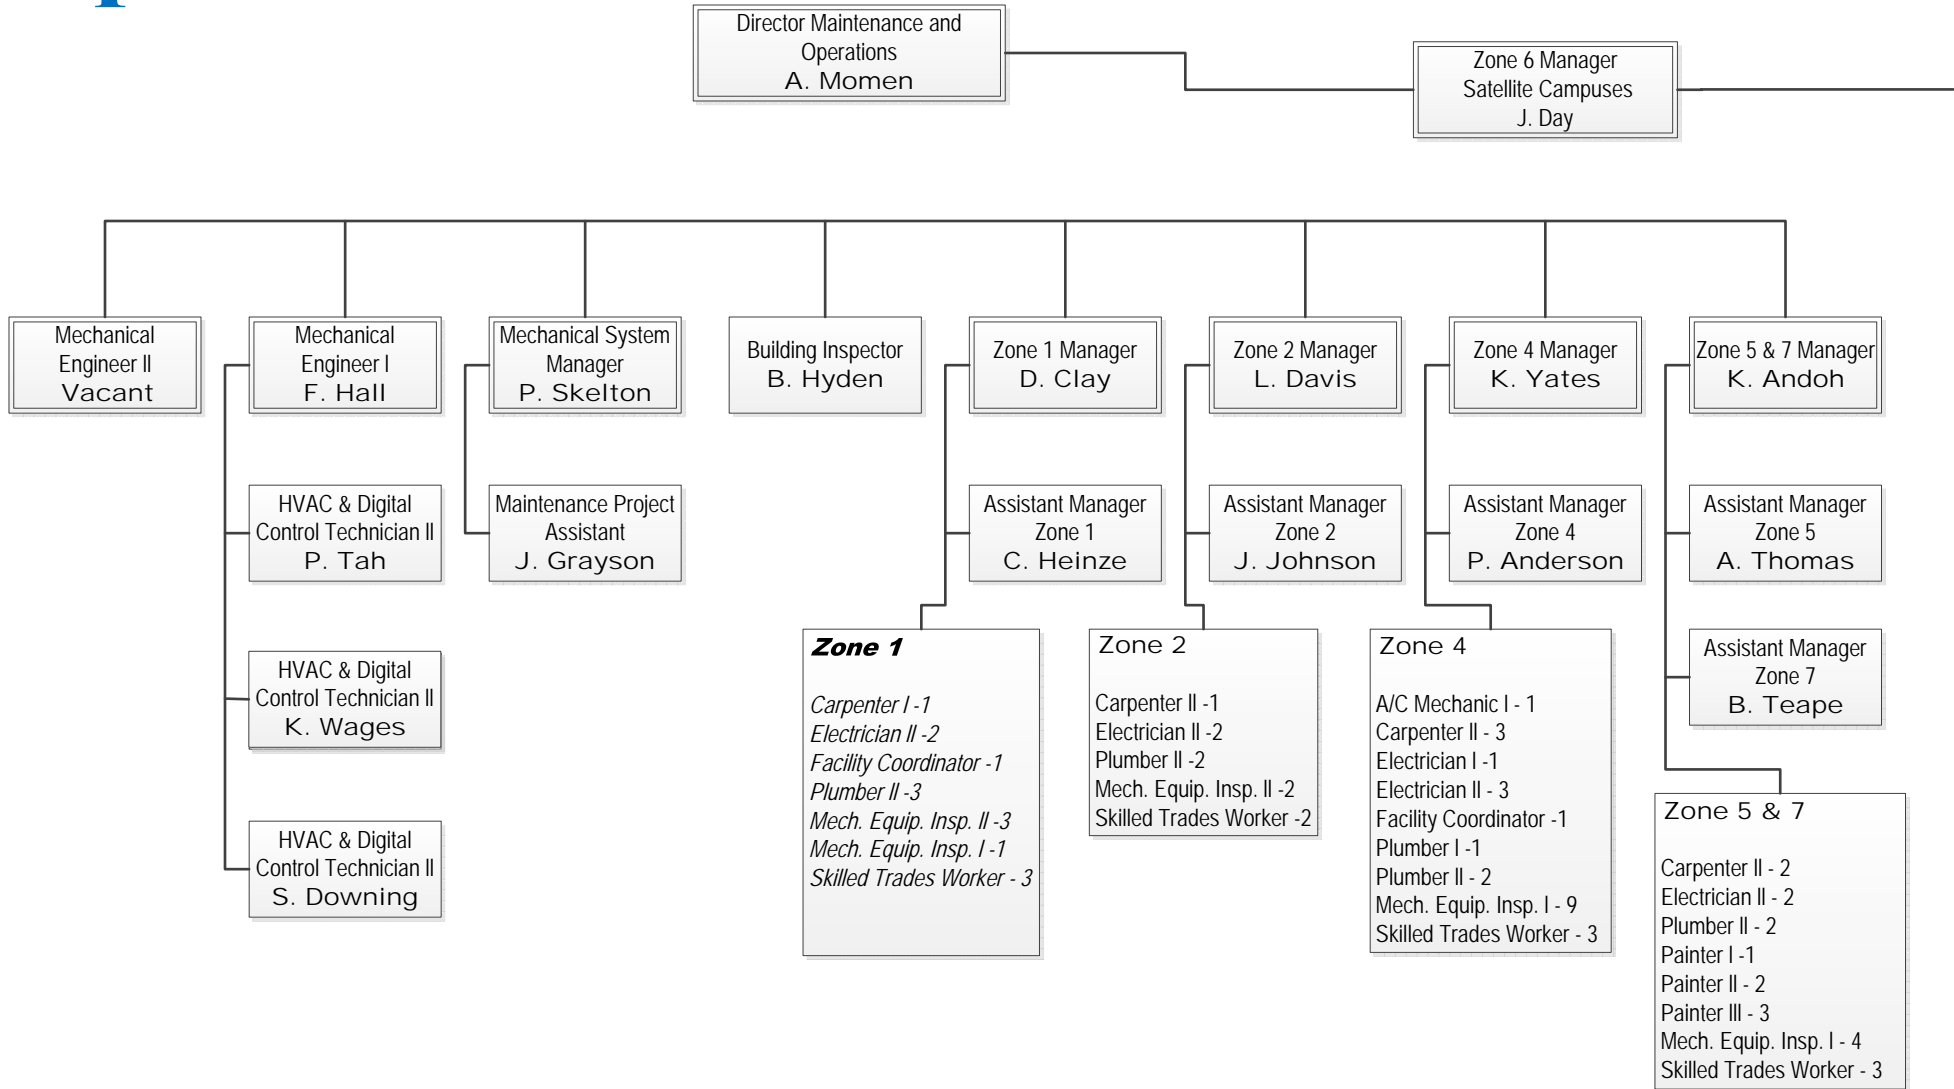 Director Maintenance and
Operations
A. Momen
Zone 6 Manager
Satellite Campuses
J. Day
Mechanical
Engineer II
Vacant
Mechanical
Engineer I
F. Hall
Mechanical System
Manager
P. Skelton
Building Inspector
B. Hyden
Zone 1 Manager
D. Clay
Zone 2 Manager
L. Davis
Zone 4 Manager
K. Yates
Zone 5 & 7 Manager
K. Andoh
HVAC & Digital
Control Technician II
P. Tah
Maintenance Project
Assistant
J. Grayson
Assistant Manager
Zone 1
C. Heinze
Assistant Manager
Zone 2
J. Johnson
Assistant Manager
Zone 4
P. Anderson
Assistant Manager
Zone 5
A. Thomas
HVAC & Digital
Control Technician II
K. Wages
Assistant Manager
Zone 7
B. Teape
HVAC & Digital
Control Technician II
S. Downing
Zone 1
Carpenter I -1
Electrician II -2
Facility Coordinator -1
Plumber II -3
Mech. Equip. Insp. II -3
Mech. Equip. Insp. I -1
Skilled Trades Worker - 3
Zone 2
Carpenter II -1
Electrician II -2
Plumber II -2
Mech. Equip. Insp. II -2
Skilled Trades Worker -2
Zone 4
A/C Mechanic I - 1
Carpenter II - 3
Electrician I -1
Electrician II - 3
Facility Coordinator -1
Plumber I -1
Plumber II - 2
Mech. Equip. Insp. I - 9
Skilled Trades Worker - 3
Zone 5 & 7
Carpenter II - 2
Electrician II - 2
Plumber II - 2
Painter I -1
Painter II - 2
Painter III - 3
Mech. Equip. Insp. I - 4
Skilled Trades Worker - 3